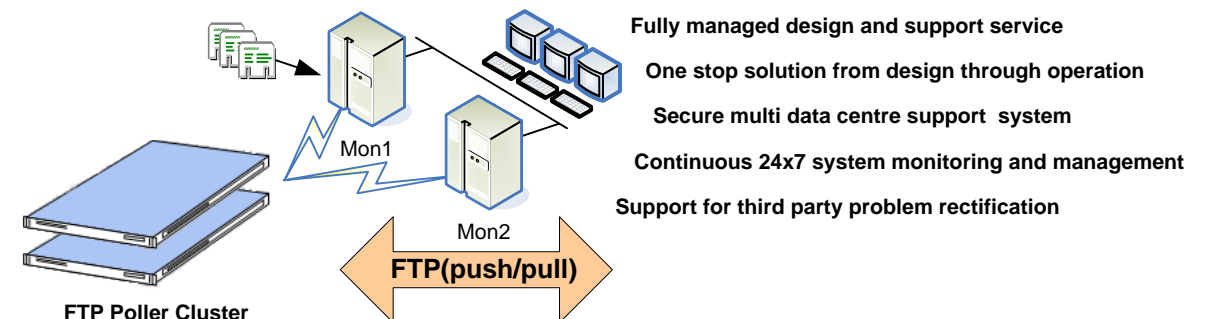 Fully managed design and support service
One stop solution from design through operation
Secure multi data centre support system
Mon1
Continuous 24x7 system monitoring and management
Support for third party problem rectification
Mon2
FTP(push/pull)
FTP Poller Cluster